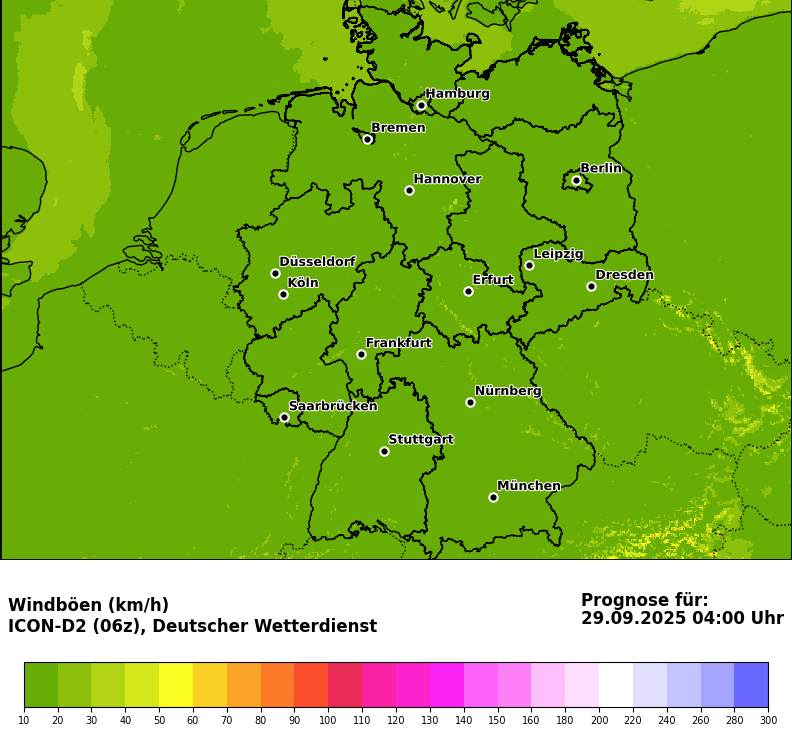 Hamburg
Bremen
Berlin
Hannover
Leipzig
Düsseldorf
Dresden
Köln
Erfurt
Frankfurt
Nürnberg
Saarbrücken
Stuttgart
München
Windböen (km/h)
ICON-D2 (06z), Deutscher Wetterdienst
Prognose für:
29.09.2025 04:00 Uhr
10 20 30 40 50 60 70 80 90 100 110 120 130 140 150 160 180 200 220 240 260 280 300